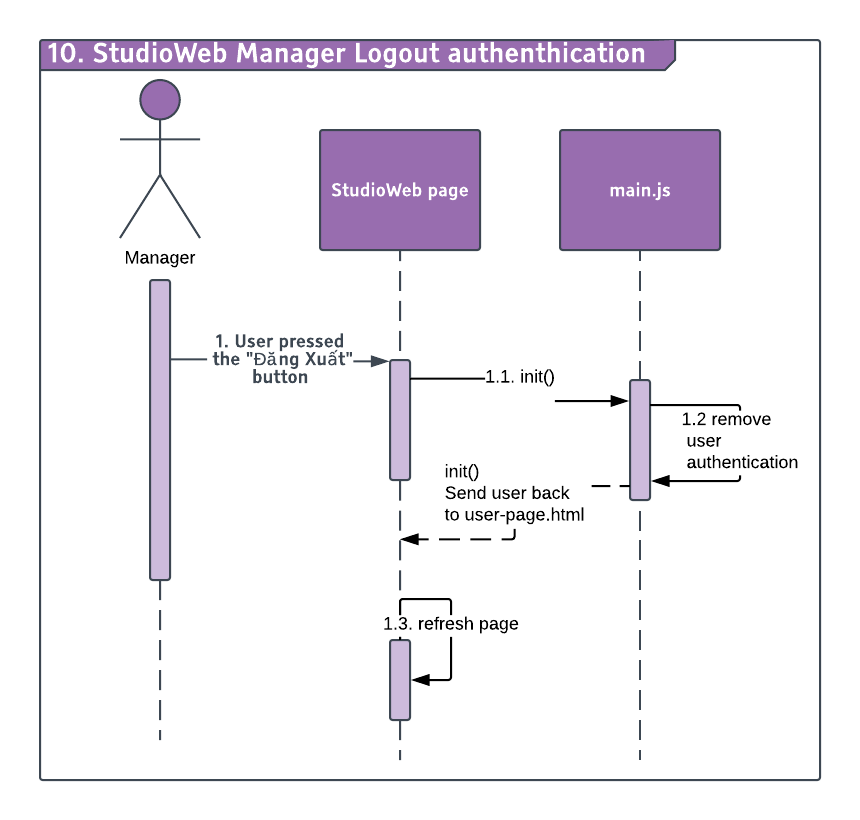 10. StudioWeb Manager Logout authenthication
StudioWeb page
main.js
Manager
1. User pressed
the "Đăng Xuất"
button
1.1. init()
1.2 remove
user
authentication
init()
Send user back
to user-page.html
1.3. refresh page